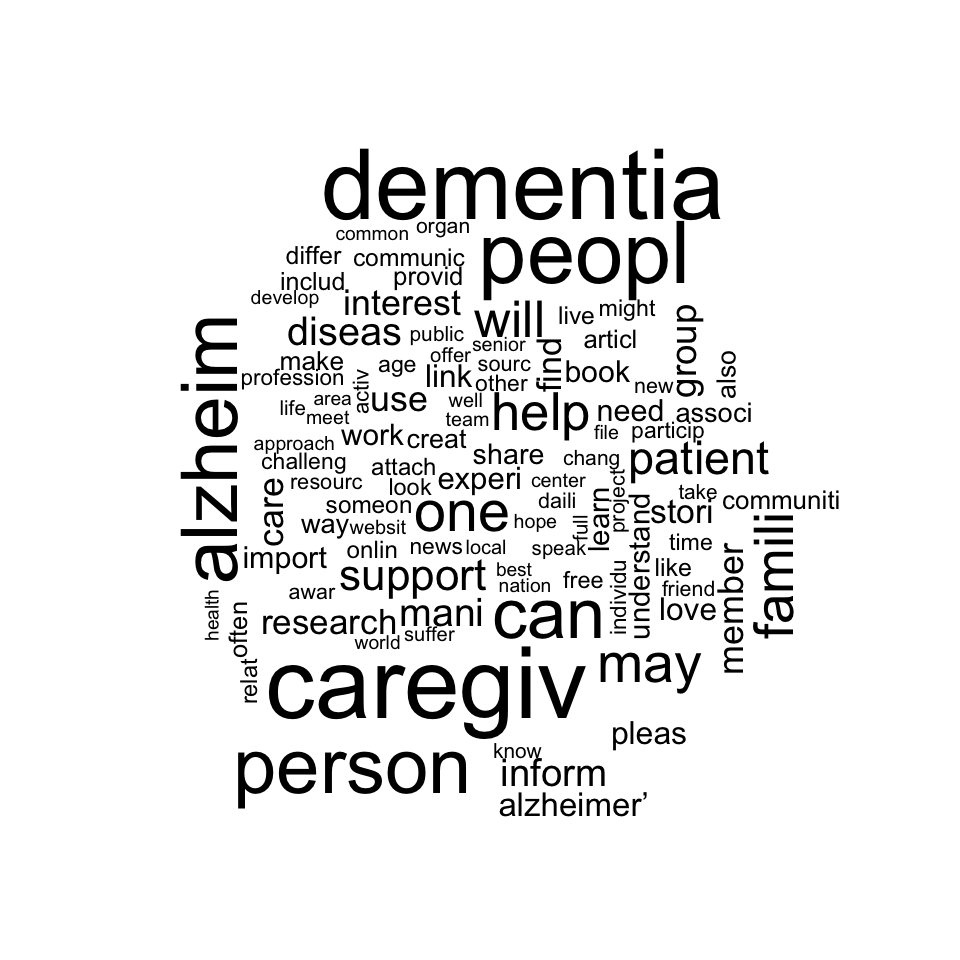 dementia
common
organ
peopl
differ
communic
includ
provid
develop
interest
will
live
might
group
diseas
public
senior
find
articl
alzheim
make
age
offer
sourc
link
other
book
also
profession
activ
new
life
area
use
well
help
need
associ
meet
team
file
particip
approach
work
creat
share
chang
patient
challeng
attach
experi
center
project
resourc
look
care
someon
one
daili
learn
understand
take
communiti
stori
way
websit
hope
full
famili
import
onlin
news
local
speak
time
member
support
best
nation
free
individu
like
friend
love
health
often
awar
research
mani
can
world
suffer
relat
caregiv
may
person
know
pleas
inform
alzheimer’